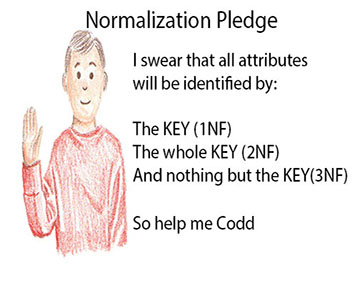 Normalization Pledge
I swear that all attributes
will be identified by:
The KEY (1NF)
The whole KEY (2NF)
And nothing but the KEY(3NF)
So help me Codd